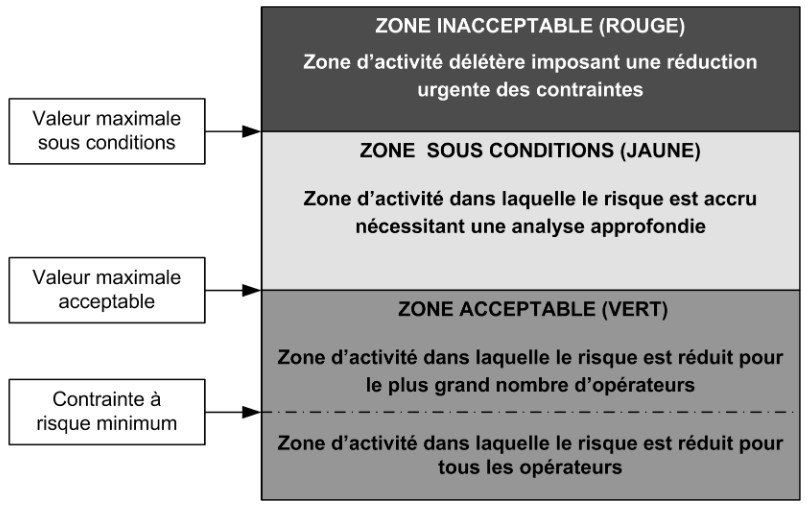 ZONE INACCEPTABLE (ROUGE)
Zone d’activité délétère imposant une réduction
urgente des contraintes
Valeur maximale
sous conditions
ZONE SOUS CONDITIONS (JAUNE)
Zone d’activité dans laquelle le risque est accru
nécessitant une analyse approfondie
Valeur maximale
acceptable
ZONE ACCEPTABLE (VERT)
Zone d’activité dans laquelle le risque est réduit pour
le plus grand nombre d’opérateurs
Contrainte à
risque minimum
Zone d’activité dans laquelle le risque est réduit pour
tous les opérateurs